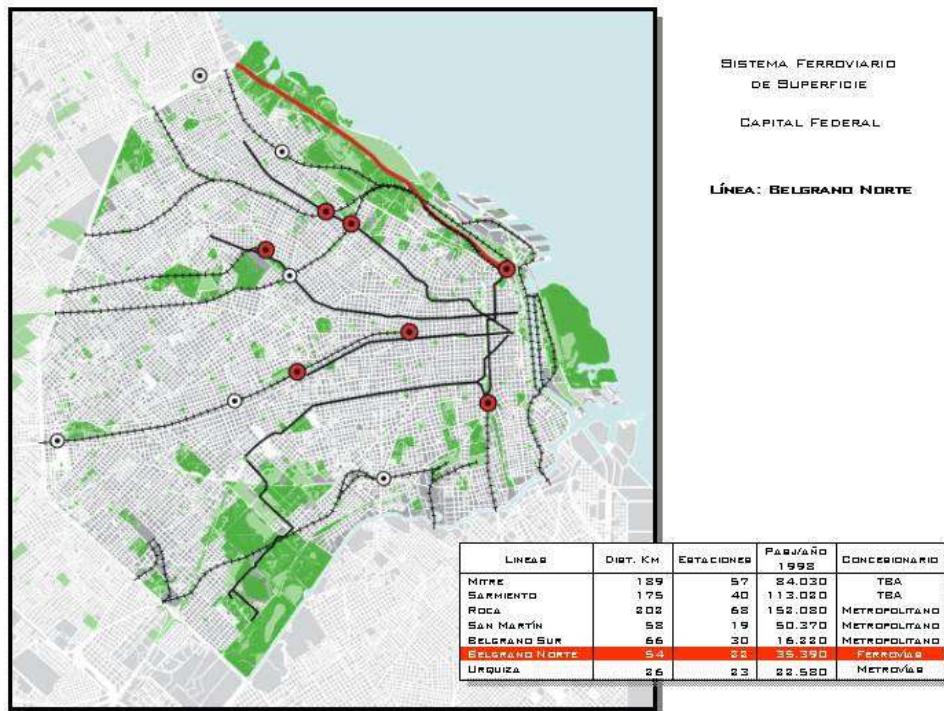 SISTEMA FERROVIARIO
DE SUPERFICIE
CAPITAL FEDERAL
LÍNEA: BELGRANO NORTE
LINEAS DIST. KM ESTACIONES PASJ/AÑO 1998 CONCESIONARIO
MITRE 189 57 84.030 TBA
SARMIENTO 175 40 113.020 TBA
ROCA 202 68 152.080 METROPOLITANO
SAN MARTÍN 58 19 50.370 METROPOLITANO
BELGRANO SUR 66 30 16.220 METROPOLITANO
BELGRANO NORTE 54 22 35.390 FERROVÍAS
URQUIZA 26 23 22.580 METROVÍAS